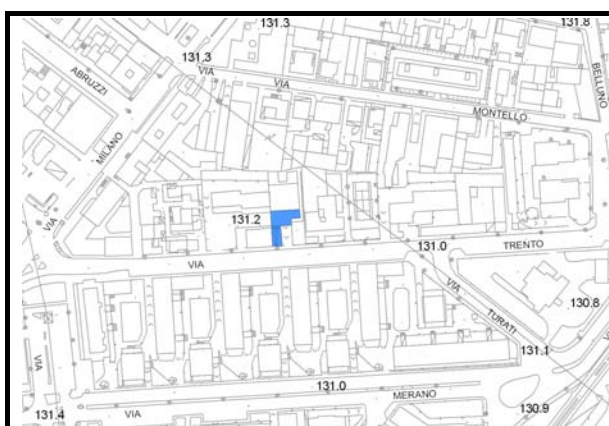 131.3
131.8
131.3
VIA
ABRUZZI
VIA
MONTELLO
BELLUNO
MILANO
VIA
131.2
131.0
TRENTO
VIA
VIA
TURATI
130.8
131.1
VIA
131.0
MERANO
131.4
VIA
130.9